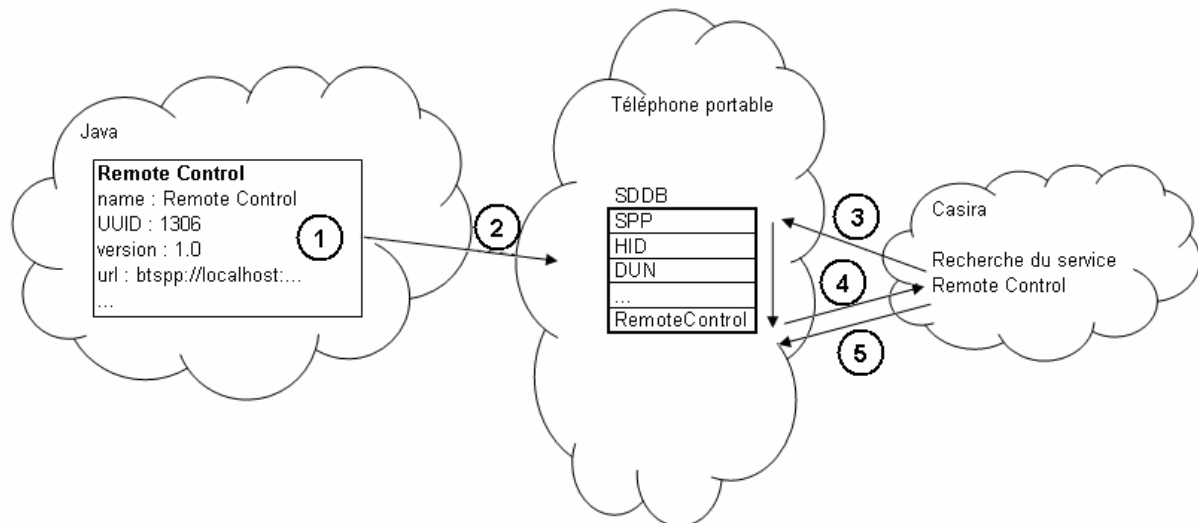 Java
Remote Control
name : Remote Control
UUID : 1306
version : 1.0
url : btspp://localhost:...
...
1
2
Téléphone portable
SDDB
SPP
HID
DUN
...
RemoteControl
3
4
5
Casira
Recherche du service
Remote Control